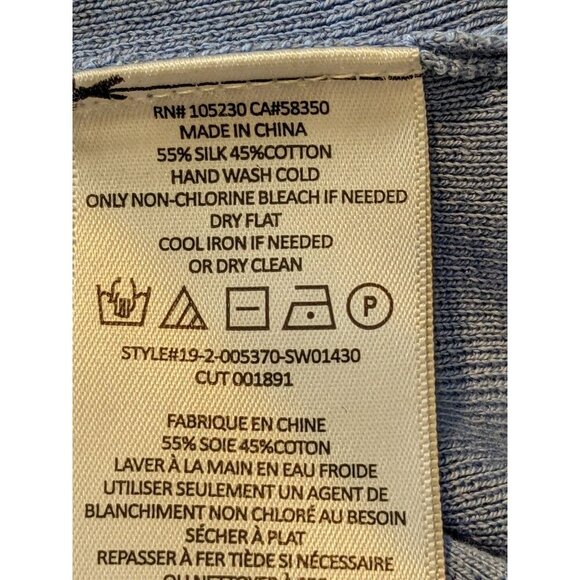 RN# 105230 CA#58350
MADE IN CHINA
55% SILK 45%COTTON
HAND WASH COLD
ONLY NON-CHLORINE BLEACH IF NEEDED
DRY FLAT
COOL IRON IF NEEDED
OR DRY CLEAN
P
STYLE#19-2-005370-SW01430
CUT 001891
FABRIQUE EN CHINE
55% SOIE 45%COTON
LAVER À LA MAIN EN EAU FROIDE
UTILISER SEULEMENT UN AGENT DE
BLANCHIMENT NON CHLORÉ AU BESOIN
SÉCHER À PLAT
REPASSER À FER TIÈDE SI NÉCESSAIRE
OU NETTOYER À